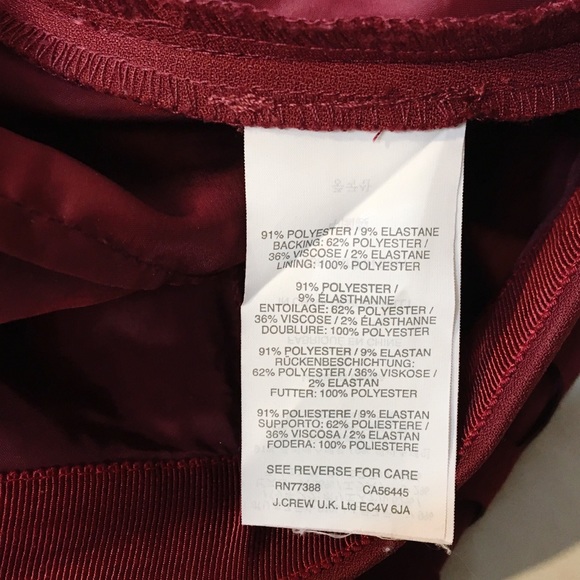 91% POLYESTER / 9% ELASTANE
BACKING: 62% POLYESTER /
36% VISCOSE / 2% ELASTANE
LINING: 100% POLYESTER
91% POLYESTER /
9% ÉLASTHANNE
ENTOILAGE: 62% POLYESTER /
36% VISCOSE / 2% ÉLASTHANNE
DOUBLURE: 100% POLYESTER
91% POLYESTER / 9% ELASTAN
RÜCKENBESCHICHTUNG:
62% POLYESTER / 36% VISKOSE /
2% ELASTAN
FUTTER: 100% POLYESTER
91% POLIESTERE / 9% ELASTAN
SUPPORTO: 62% POLIESTERE /
36% VISCOSA / 2% ELASTAN
FODERA: 100% POLIESTERE
SEE REVERSE FOR CARE
RN77388 CA56445
J.CREW U.K. Ltd EC4V 6JA